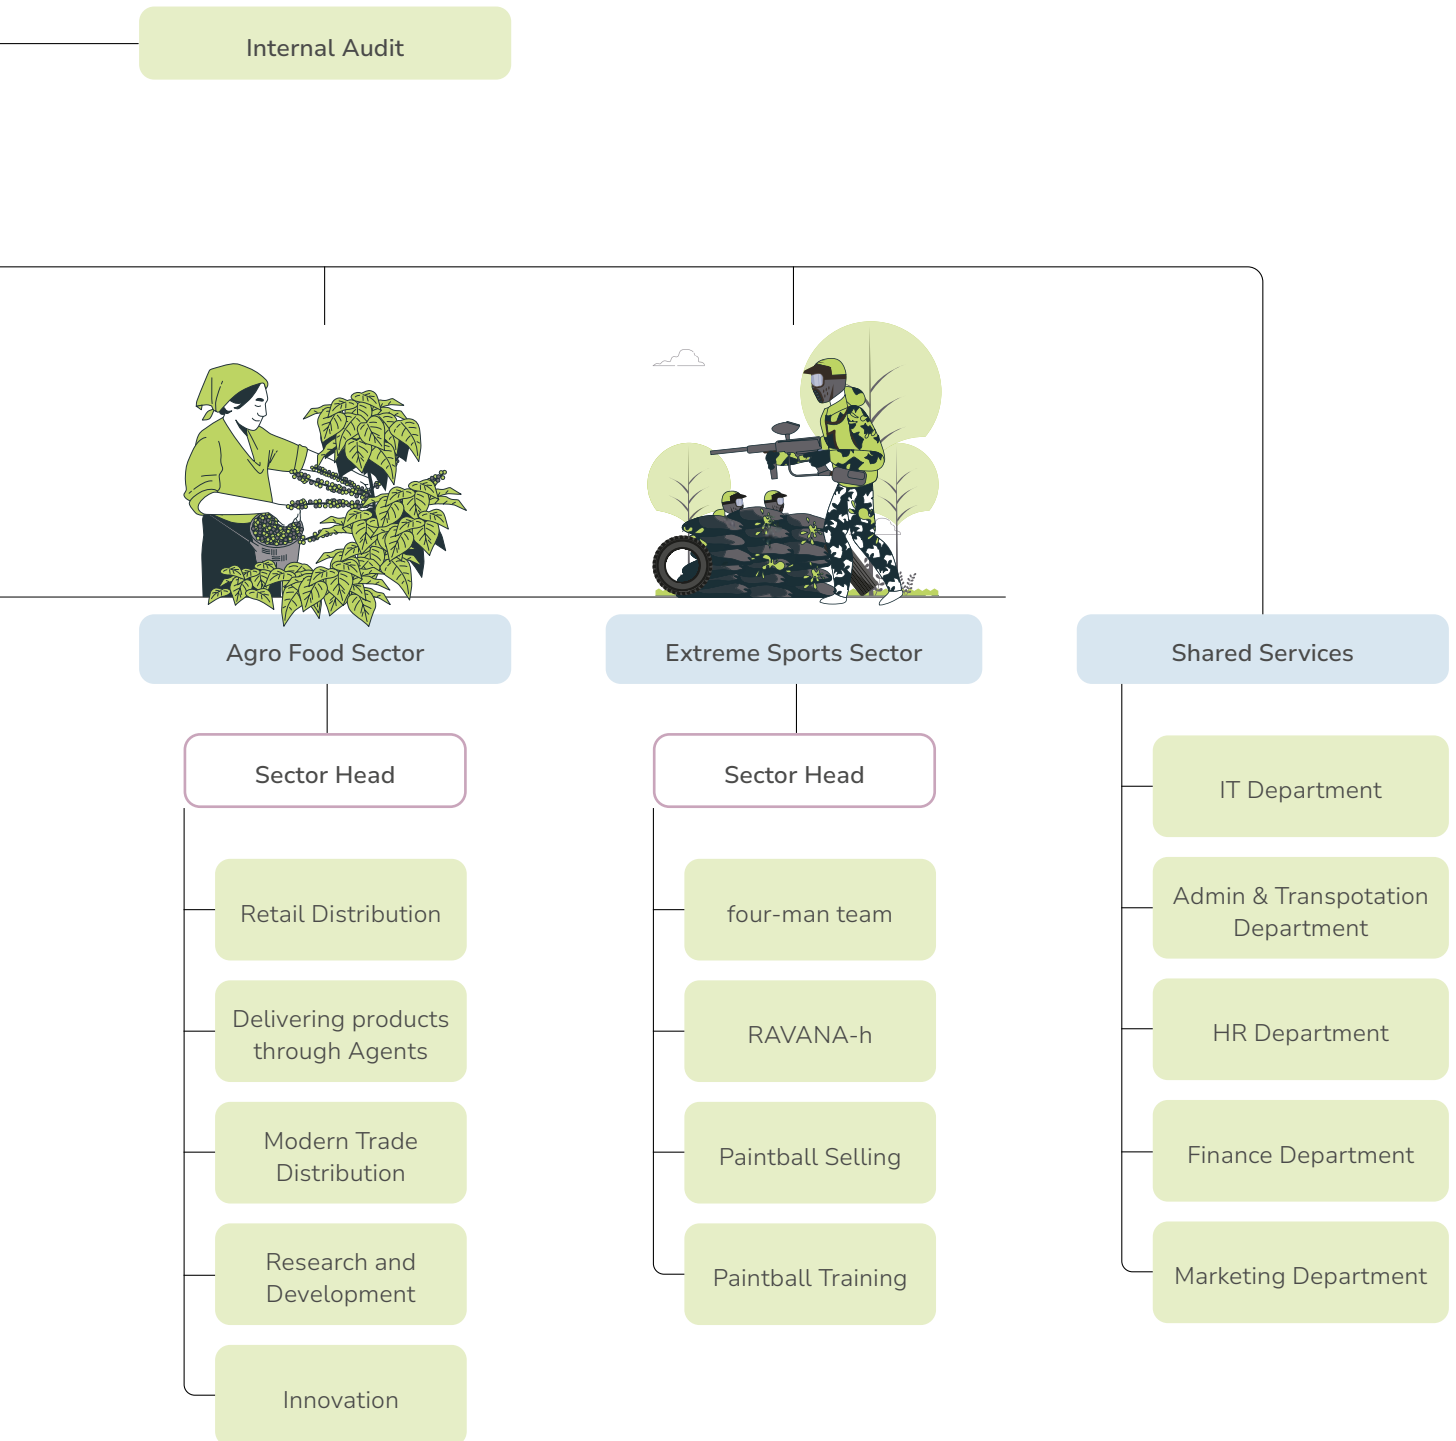 Internal Audit
Agro Food Sector
Sector Head
Retail Distribution
Delivering products
through Agents
Modern Trade
Distribution
Research and
Development
Innovation
Extreme Sports Sector
Sector Head
four-man team
RAVANA-h
Paintball Selling
Paintball Training
Shared Services
IT Department
Admin & Transpotation
Department
HR Department
Finance Department
Marketing Department